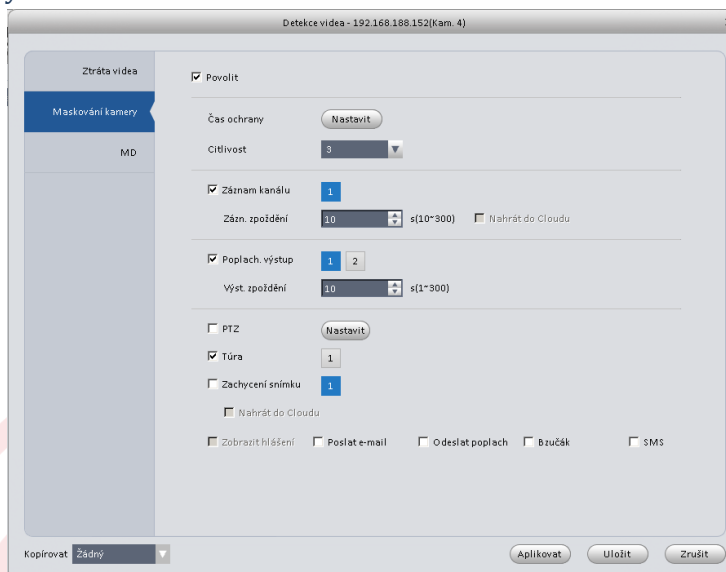 Detekce videa - 192.168.188.152(Kam. 4)
Ztráta videa
Maskování kamery
MD
Povolit
Čas ochrany Nastavit
Citlivost 3
Záznam kanálu 1
Zázn. zpoždění 10 s(10~300) Nahrát do Cloudu
Poplach. výstup 1 2
Výst. zpoždění 10 s(1~300)
PTZ Nastavit
Túra 1
Zachycení snímku 1
Nahrát do Cloudu
Zobrazit hlášení Poslat e-mail Odeslat poplach Bzučák SMS
Kopírovat Žádný Aplikovat Uložit Zrušit